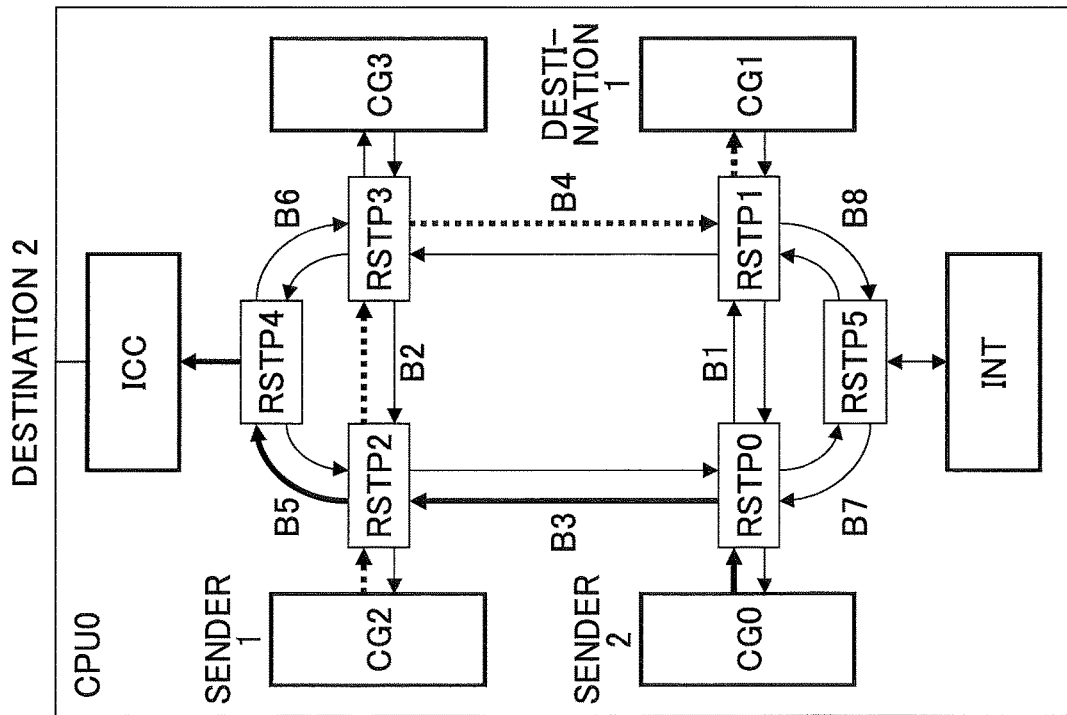 DESTINATION 2
CPU0
ICC
SENDER
1
B5
RSTP4
B6
CG2
RSTP2
B2
RSTP3
CG3
B3
B4
SENDER
2
DESTI-
NATION
1
CG0
RSTP0
B1
RSTP1
CG1
B7
RSTP5
B8
INT